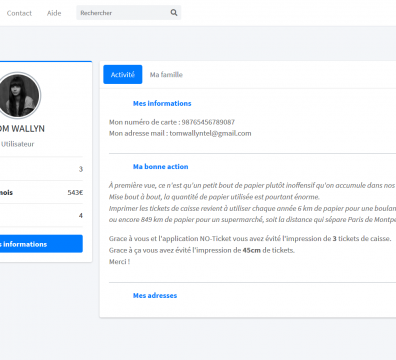 Contact Aide Rechercher
Activité Ma famille
Mes informations
Mon numéro de carte : 98765456789087
Mon adresse mail : tomwallyntel@gmail.com
OM WALLYN
Utilisateur
3
mois 543€
4
informations
Ma bonne action
À première vue, ce n'est qu'un petit bout de papier plutôt inoffensif qu'on accumule dans nos
Mise bout à bout, la quantité de papier utilisée est pourtant énorme.
Imprimer les tickets de caisse revient à utiliser chaque année 6 km de papier pour une boulan
ou encore 849 km de papier pour un supermarché, soit la distance qui sépare Paris de Montpe
Grace à vous et l'application NO-Ticket vous avez évité l'impression de 3 tickets de caisse.
Grace à ça vous avez évité l'impression de 45cm de tickets.
Merci !
Mes adresses